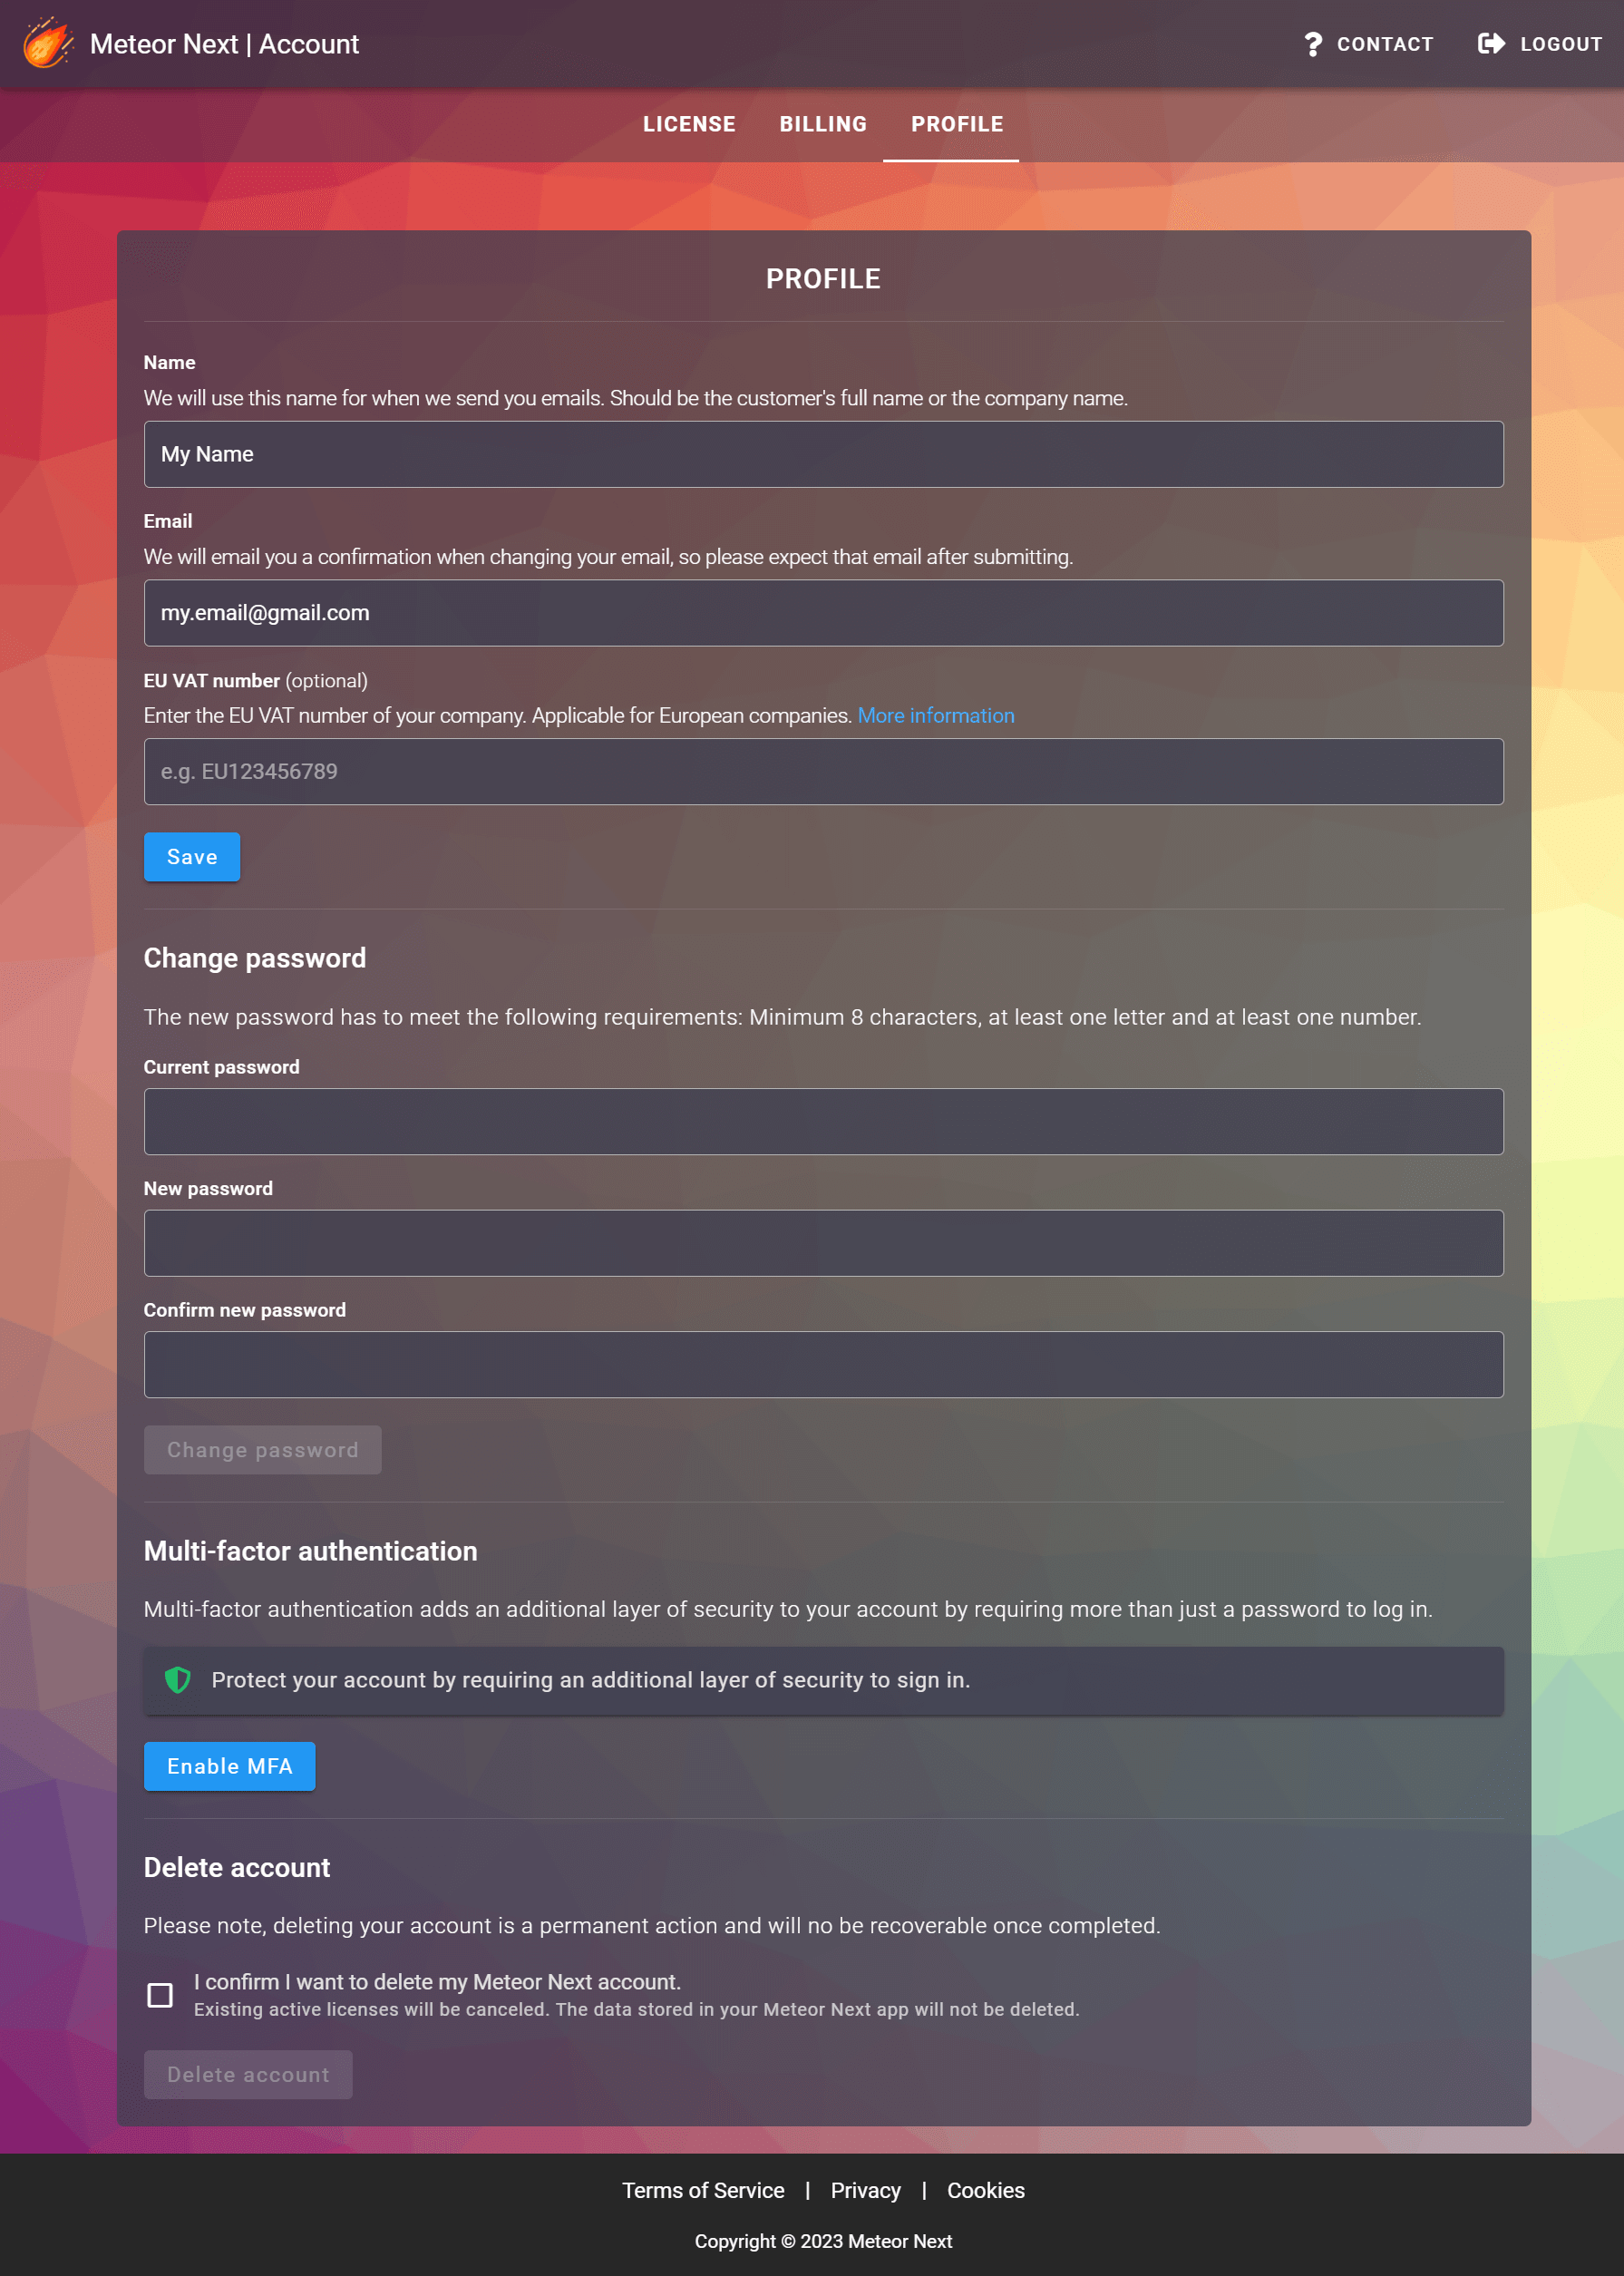 Meteor Next | Account
CONTACT
LOGOUT
LICENSE
BILLING
PROFILE
PROFILE
Name
We will use this name for when we send you emails. Should be the customer's full name or the company name.
My Name
Email
We will email you a confirmation when changing your email, so please expect that email after submitting.
my.email@gmail.com
EU VAT number (optional)
Enter the EU VAT number of your company. Applicable for European companies. More information
e.g. EU123456789
Save
Change password
The new password has to meet the following requirements: Minimum 8 characters, at least one letter and at least one number.
Current password
New password
Confirm new password
Change password
Multi-factor authentication
Multi-factor authentication adds an additional layer of security to your account by requiring more than just a password to log in.
Protect your account by requiring an additional layer of security to sign in.
Enable MFA
Delete account
Please note, deleting your account is a permanent action and will no be recoverable once completed.
I confirm I want to delete my Meteor Next account.
Existing active licenses will be canceled. The data stored in your Meteor Next app will not be deleted.
Delete account
Terms of Service | Privacy | Cookies
Copyright © 2023 Meteor Next